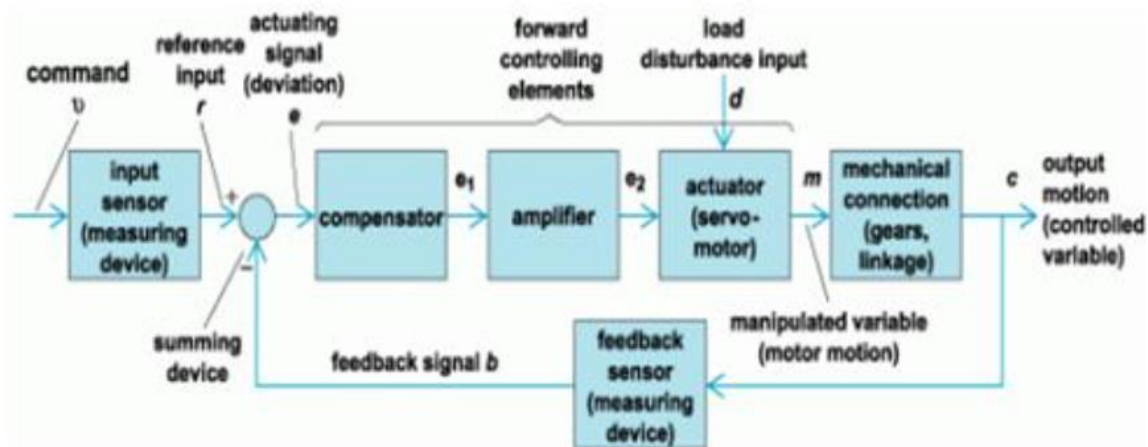 command
υ
reference
input
r
actuating
signal
(deviation)
e
forward
controlling
elements
load
disturbance input
d
input
sensor
(measuring
device)
+
−
compensator
e1
amplifier
e2
actuator
(servo-
motor)
m
mechanical
connection
(gears,
linkage)
c
output
motion
(controlled
variable)
summing
device
feedback signal b
feedback
sensor
(measuring
device)
manipulated variable
(motor motion)